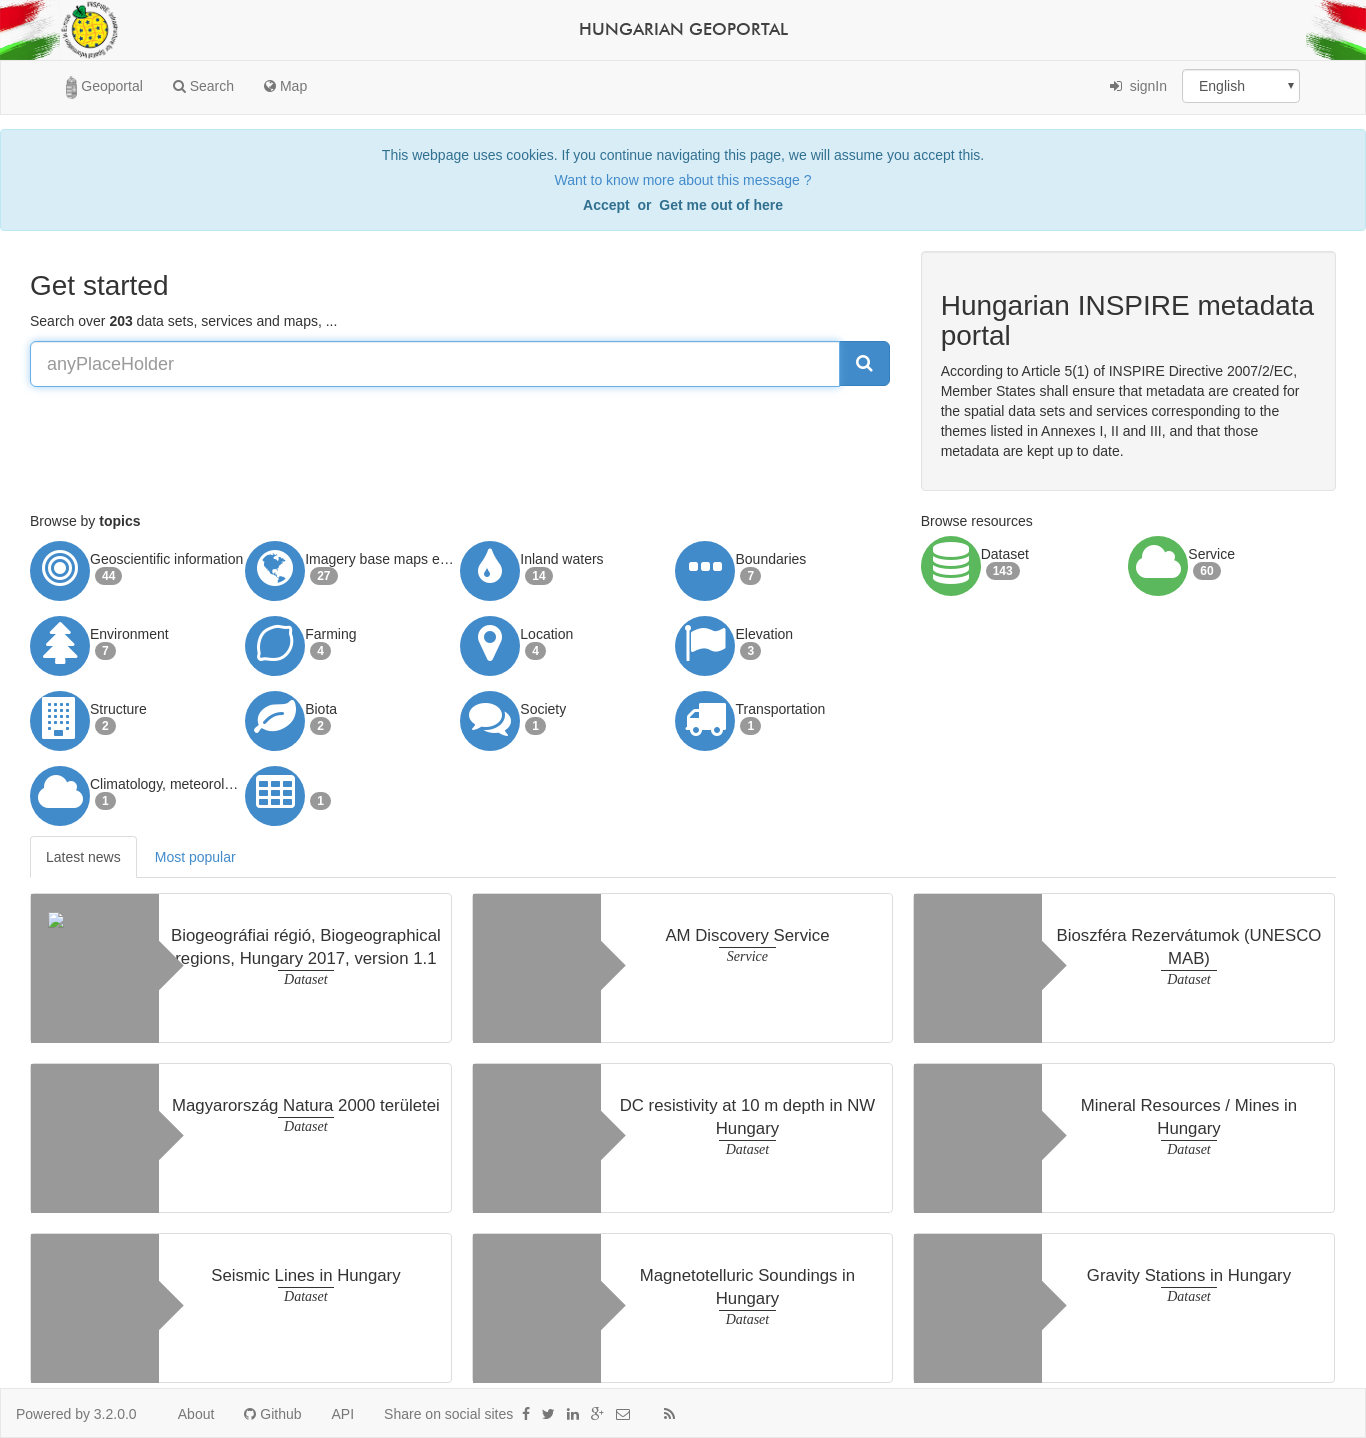 HUNGARIAN GEOPORTAL
Geoportal Search Map signIn English
This webpage uses cookies. If you continue navigating this page, we will assume you accept this.
Want to know more about this message ?
Accept or Get me out of here
Get started
Search over 203 data sets, services and maps, ...
anyPlaceHolder
Hungarian INSPIRE metadata
portal
According to Article 5(1) of INSPIRE Directive 2007/2/EC,
Member States shall ensure that metadata are created for
the spatial data sets and services corresponding to the
themes listed in Annexes I, II and III, and that those
metadata are kept up to date.
Browse by topics
Geoscientific information
44
Imagery base maps e…
27
Inland waters
14
Boundaries
7
Environment
7
Farming
4
Location
4
Elevation
3
Structure
2
Biota
2
Society
1
Transportation
1
Climatology, meteorol…
1
1
Browse resources
Dataset
143
Service
60
Latest news Most popular
Biogeográfiai régió, Biogeographical
regions, Hungary 2017, version 1.1
Dataset
AM Discovery Service
Service
Bioszféra Rezervátumok (UNESCO
MAB)
Dataset
Magyarország Natura 2000 területei
Dataset
DC resistivity at 10 m depth in NW
Hungary
Dataset
Mineral Resources / Mines in
Hungary
Dataset
Seismic Lines in Hungary
Dataset
Magnetotelluric Soundings in
Hungary
Dataset
Gravity Stations in Hungary
Dataset
Powered by 3.2.0.0 About Github API Share on social sites